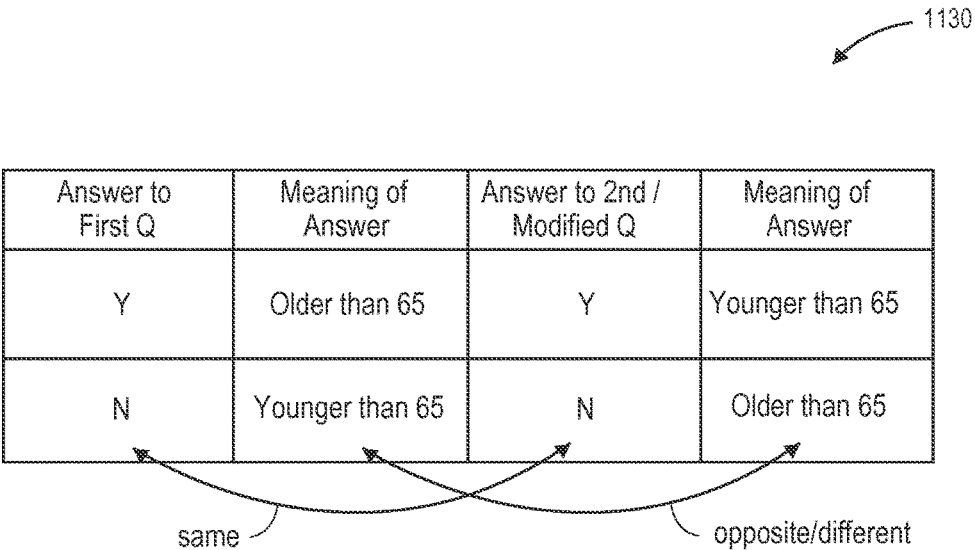 1130
Answer to
First Q
Meaning of
Answer
Answer to 2nd /
Modified Q
Meaning of
Answer
Y
Older than 65
Y
Younger than 65
N
Younger than 65
N
Older than 65
same
opposite/different